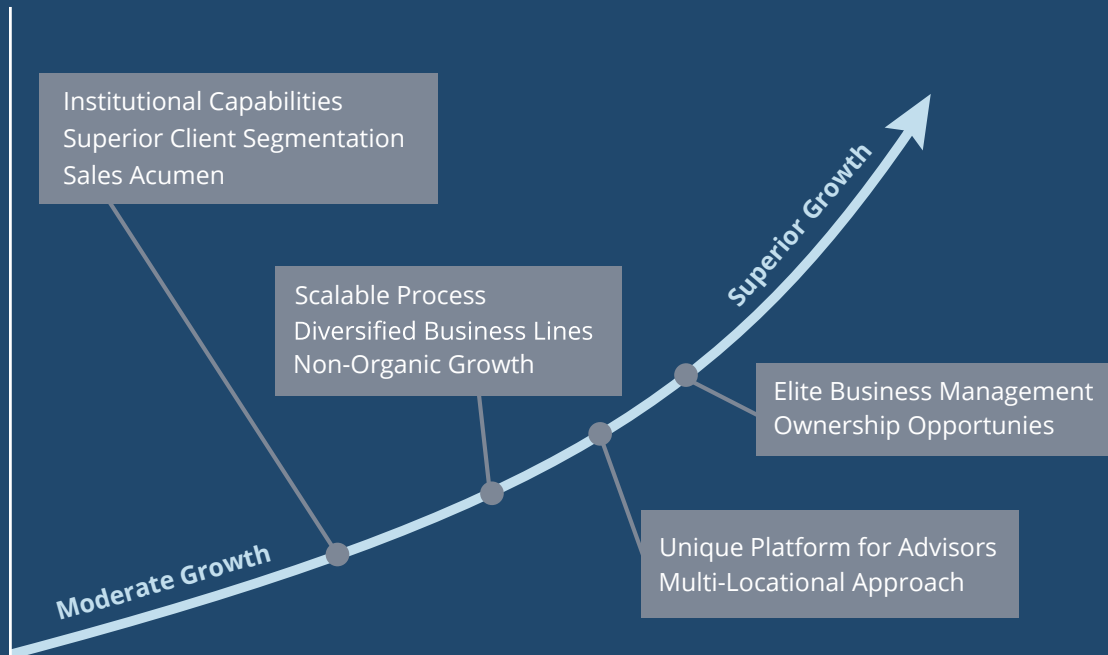 Institutional Capabilities
Superior Client Segmentation
Sales Acumen
Superior Growth
Scalable Process
Diversified Business Lines
Non-Organic Growth
Elite Business Management
Ownership Opportunies
Unique Platform for Advisors
Multi-Locational Approach
Moderate Growth